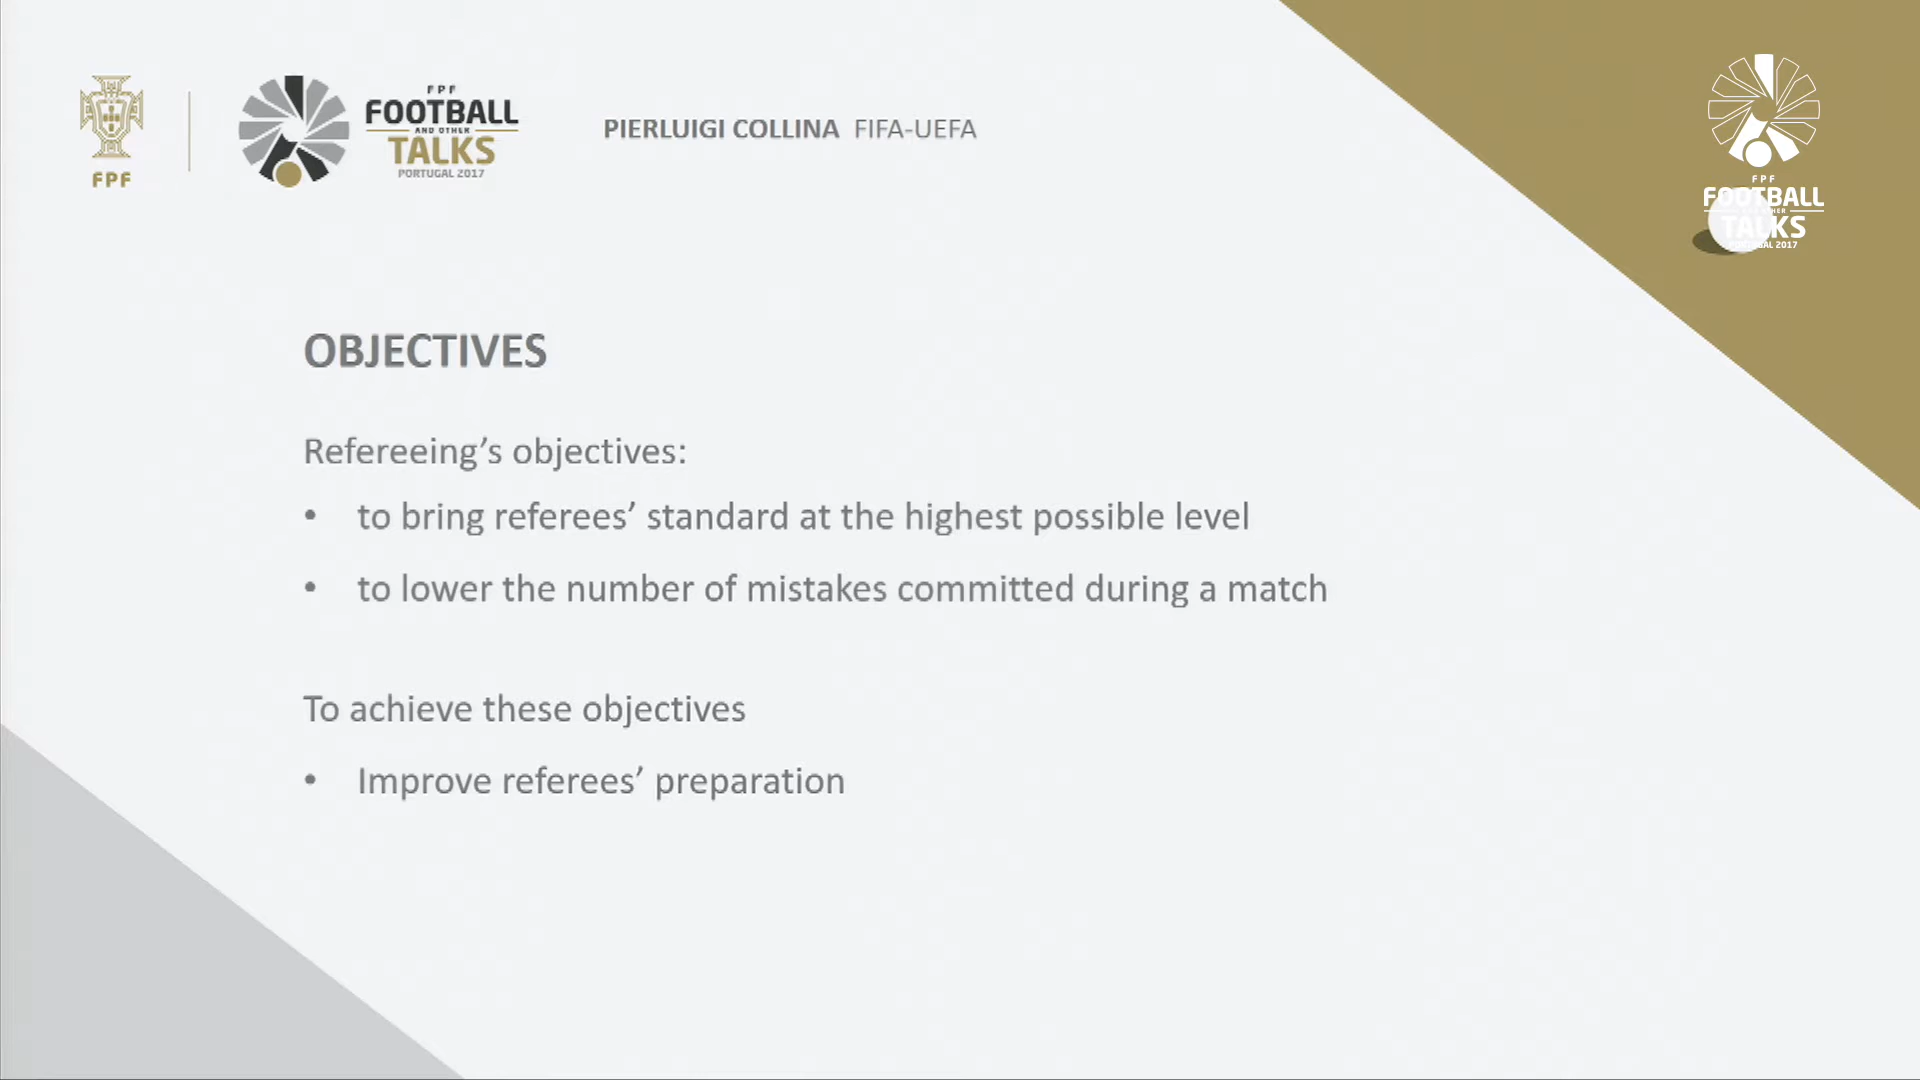 FPF
FPF
FOOTBALL
AND OTHER
TALKS
PORTUGAL 2017
PIERLUIGI COLLINA FIFA-UEFA
FPF
FOOTBALL
TALKS
PORTUGAL 2017
OBJECTIVES
Refereeing’s objectives:
• to bring referees’ standard at the highest possible level
• to lower the number of mistakes committed during a match
To achieve these objectives
• Improve referees’ preparation